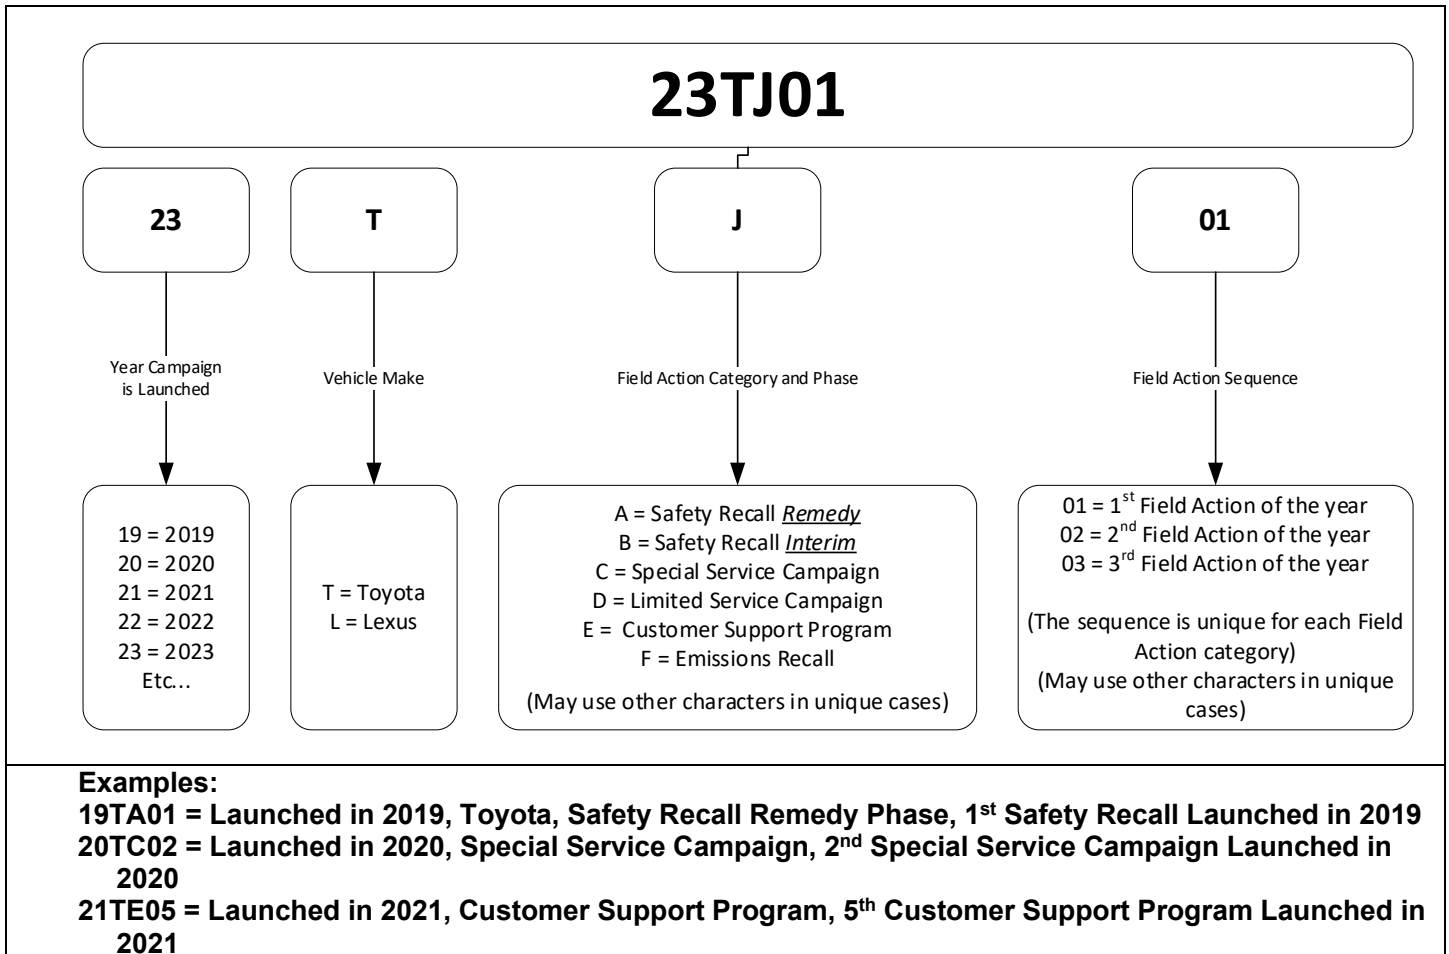 23TJ01
23
T
J
01
Year Campaign
is Launched
Vehicle Make
Field Action Category and Phase
Field Action Sequence
19 = 2019
20 = 2020
21 = 2021
22 = 2022
23 = 2023
Etc...
T = Toyota
L = Lexus
A = Safety Recall Remedy
B = Safety Recall Interim
C = Special Service Campaign
D = Limited Service Campaign
E =  Customer Support Program
F = Emissions Recall
(May use other characters in unique cases)
01 = 1st Field Action of the year
02 = 2nd Field Action of the year
03 = 3rd Field Action of the year
(The sequence is unique for each Field
Action category)
(May use other characters in unique
cases)
Examples:
19TA01 = Launched in 2019, Toyota, Safety Recall Remedy Phase, 1st Safety Recall Launched in 2019
20TC02 = Launched in 2020, Special Service Campaign, 2nd Special Service Campaign Launched in
2020
21TE05 = Launched in 2021, Customer Support Program, 5th Customer Support Program Launched in
2021